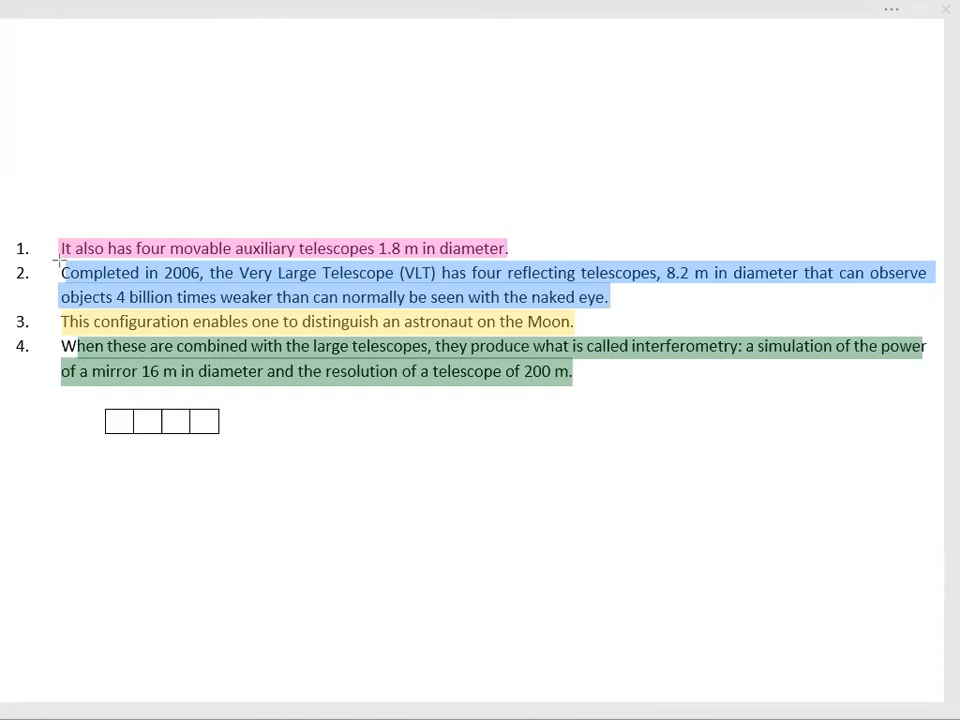 1. It also has four movable auxiliary telescopes 1.8 m in diameter.
2. Completed in 2006, the Very Large Telescope (VLT) has four reflecting telescopes, 8.2 m in diameter that can observe
objects 4 billion times weaker than can normally be seen with the naked eye.
3. This configuration enables one to distinguish an astronaut on the Moon.
4. When these are combined with the large telescopes, they produce what is called interferometry: a simulation of the power
of a mirror 16 m in diameter and the resolution of a telescope of 200 m.